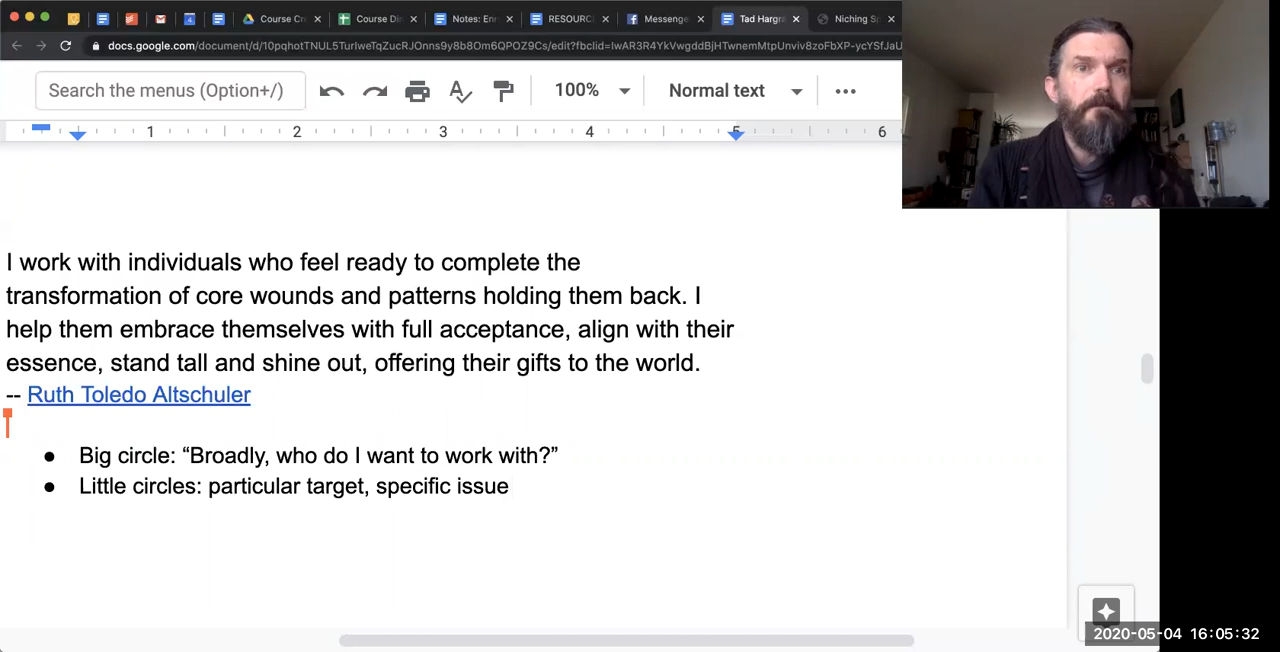 Course Cr
Course Di
Notes: Enr
RESOURC
Messenge
Tad Hargra
Niching Sp
docs.google.com/document/d/10pqhotTNUL5TurIweTqZucRJOnns9y8b8Om6QPOZ9Cs/edit?fbclid=IwAR3R4YkVwgddBjHTwnemMtpUnviv8zoFbXP-ycYSfJaU
Search the menus (Option+/)
100%
Normal text
1 2 3 4 5 6
I work with individuals who feel ready to complete the
transformation of core wounds and patterns holding them back. I
help them embrace themselves with full acceptance, align with their
essence, stand tall and shine out, offering their gifts to the world.
-- Ruth Toledo Altschuler
● Big circle: “Broadly, who do I want to work with?”
● Little circles: particular target, specific issue
2020-05-04 16:05:32